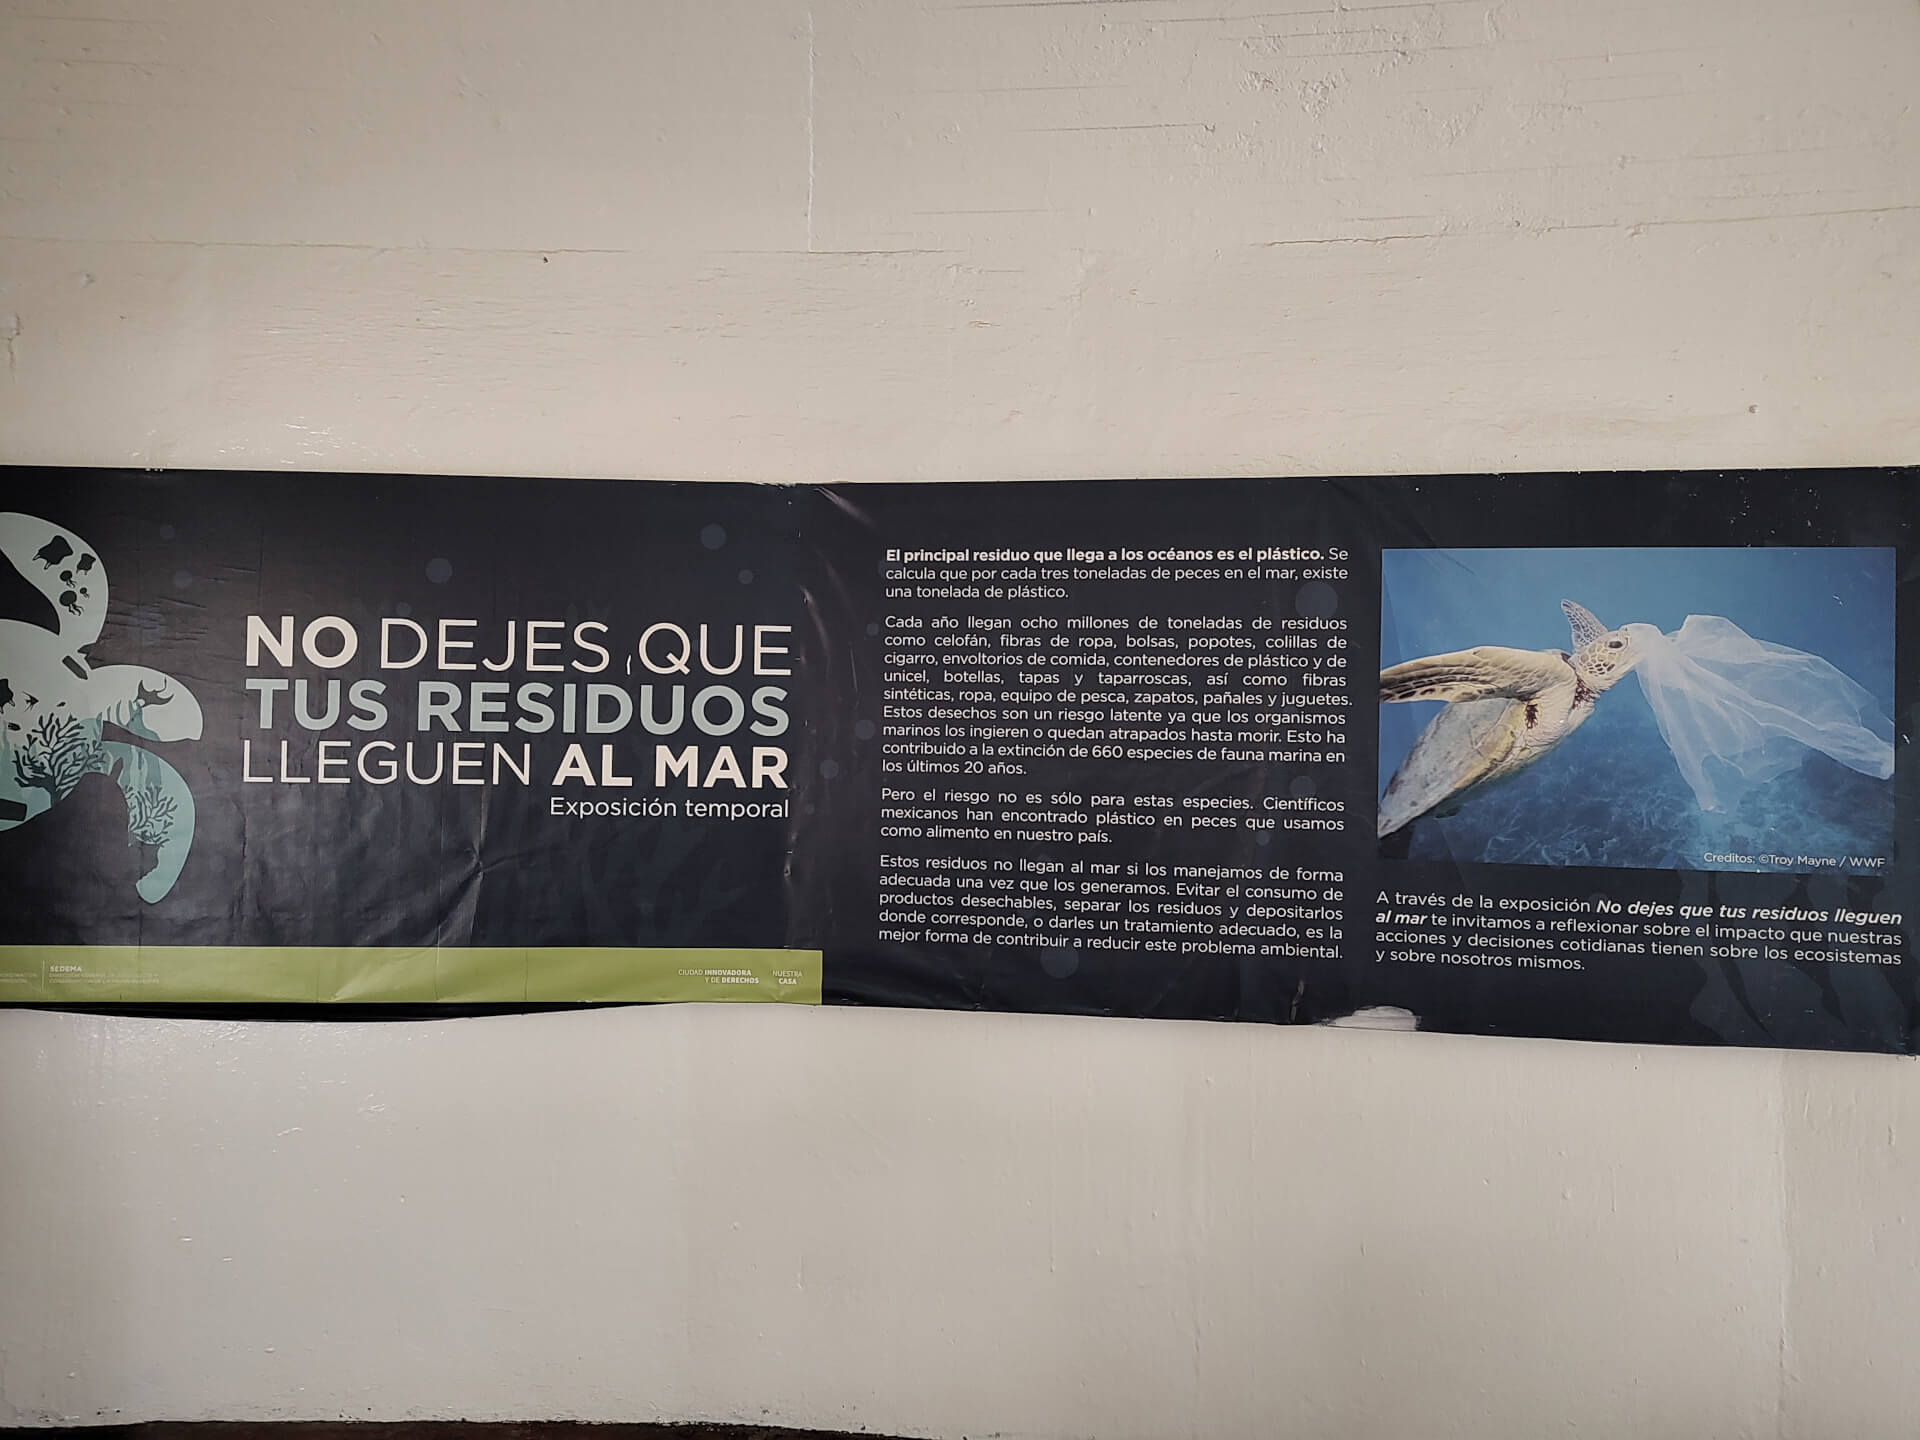 NO DEJES QUE
TUS RESIDUOS
LLEGUEN AL MAR
Exposición temporal
SEDEMA
CIUDAD INNOVADORA
Y DE DERECHOS
NUESTRA
CASA
El principal residuo que llega a los océanos es el plástico. Se
calcula que por cada tres toneladas de peces en el mar, existe
una tonelada de plástico.
Cada año llegan ocho millones de toneladas de residuos
como celofán, fibras de ropa, bolsas, popotes, colillas de
cigarro, envoltorios de comida, contenedores de plástico y de
unicel, botellas, tapas y taparroscas, así como fibras
sintéticas, ropa, equipo de pesca, zapatos, pañales y juguetes.
Estos desechos son un riesgo latente ya que los organismos
marinos los ingieren o quedan atrapados hasta morir. Esto ha
contribuido a la extinción de 660 especies de fauna marina en
los últimos 20 años.
Pero el riesgo no es sólo para estas especies. Científicos
mexicanos han encontrado plástico en peces que usamos
como alimento en nuestro país.
Estos residuos no llegan al mar si los manejamos de forma
adecuada una vez que los generamos. Evitar el consumo de
productos desechables, separar los residuos y depositarlos
donde corresponde, o darles un tratamiento adecuado, es la
mejor forma de contribuir a reducir este problema ambiental.
Creditos: ©Troy Mayne / WWF
A través de la exposición No dejes que tus residuos lleguen
al mar te invitamos a reflexionar sobre el impacto que nuestras
acciones y decisiones cotidianas tienen sobre los ecosistemas
y sobre nosotros mismos.